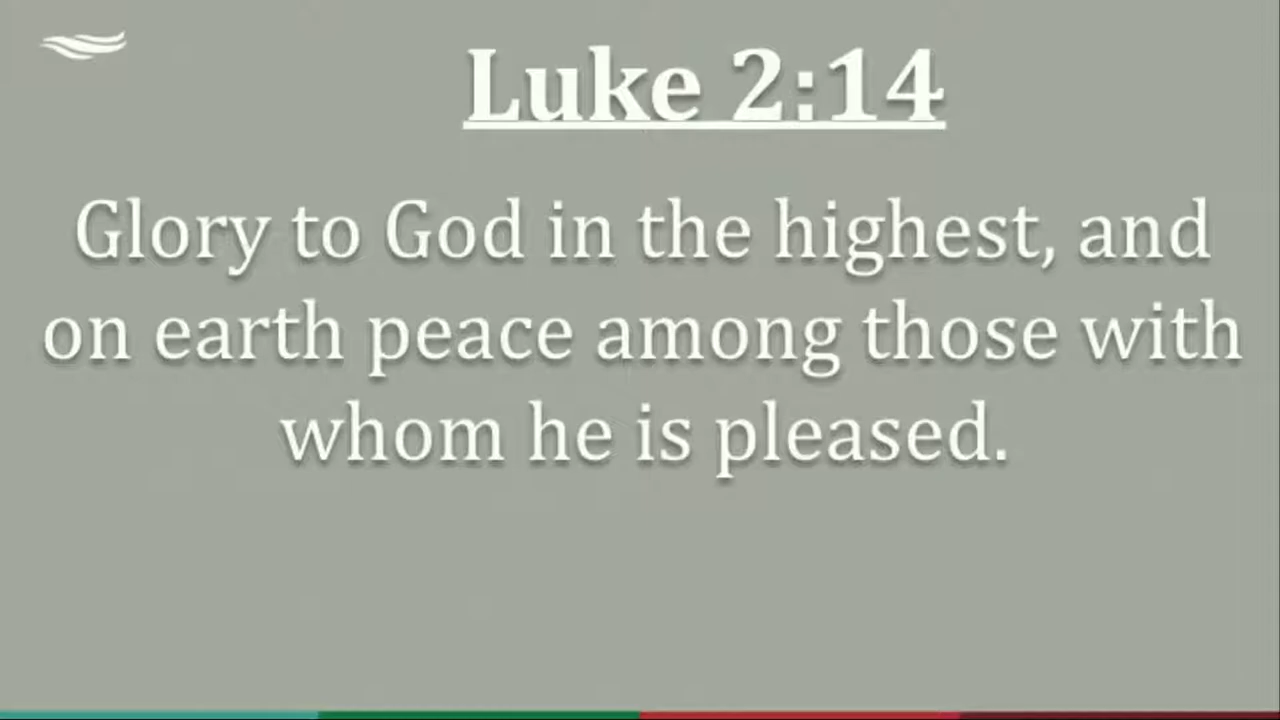 Luke 2:14
Glory to God in the highest, and
on earth peace among those with
whom he is pleased.